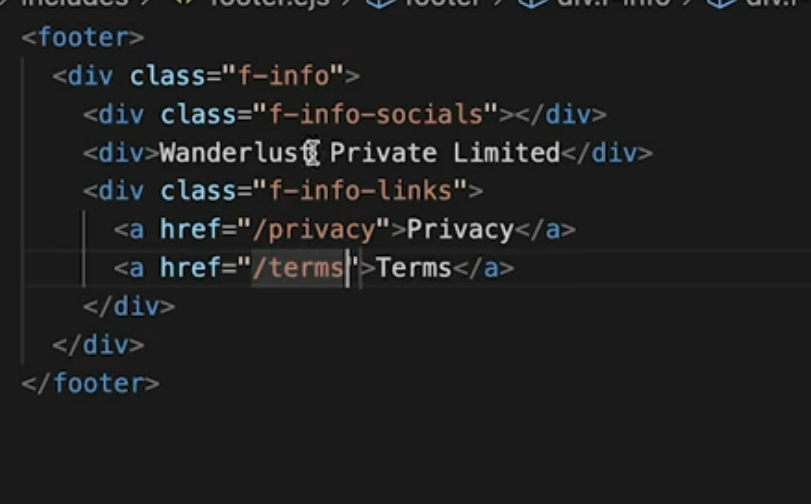 includes footer.ejs footer div.f-info
<footer>
<div class="f-info">
<div class="f-info-socials"></div>
<div>Wanderlust Private Limited</div>
<div class="f-info-links">
<a href="/privacy">Privacy</a>
<a href="/terms">Terms</a>
</div>
</div>
</footer>